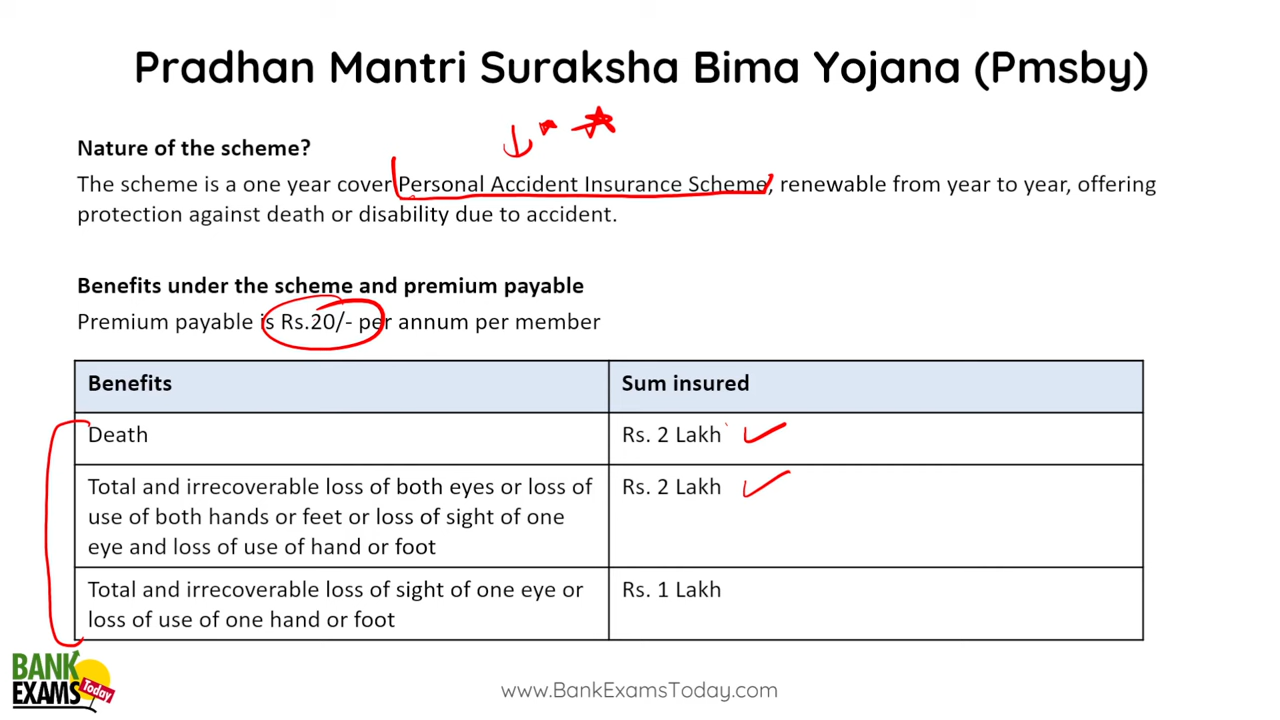 Pradhan Mantri Suraksha Bima Yojana (Pmsby)
Nature of the scheme?
The scheme is a one year cover Personal Accident Insurance Scheme, renewable from year to year, offering
protection against death or disability due to accident.
Benefits under the scheme and premium payable
Premium payable is Rs.20/- per annum per member
Benefits
Sum insured
Death
Rs. 2 Lakh
Total and irrecoverable loss of both eyes or loss of
use of both hands or feet or loss of sight of one
eye and loss of use of hand or foot
Rs. 2 Lakh
Total and irrecoverable loss of sight of one eye or
loss of use of one hand or foot
Rs. 1 Lakh
BANK
EXAMS
Today
www.BankExamsToday.com